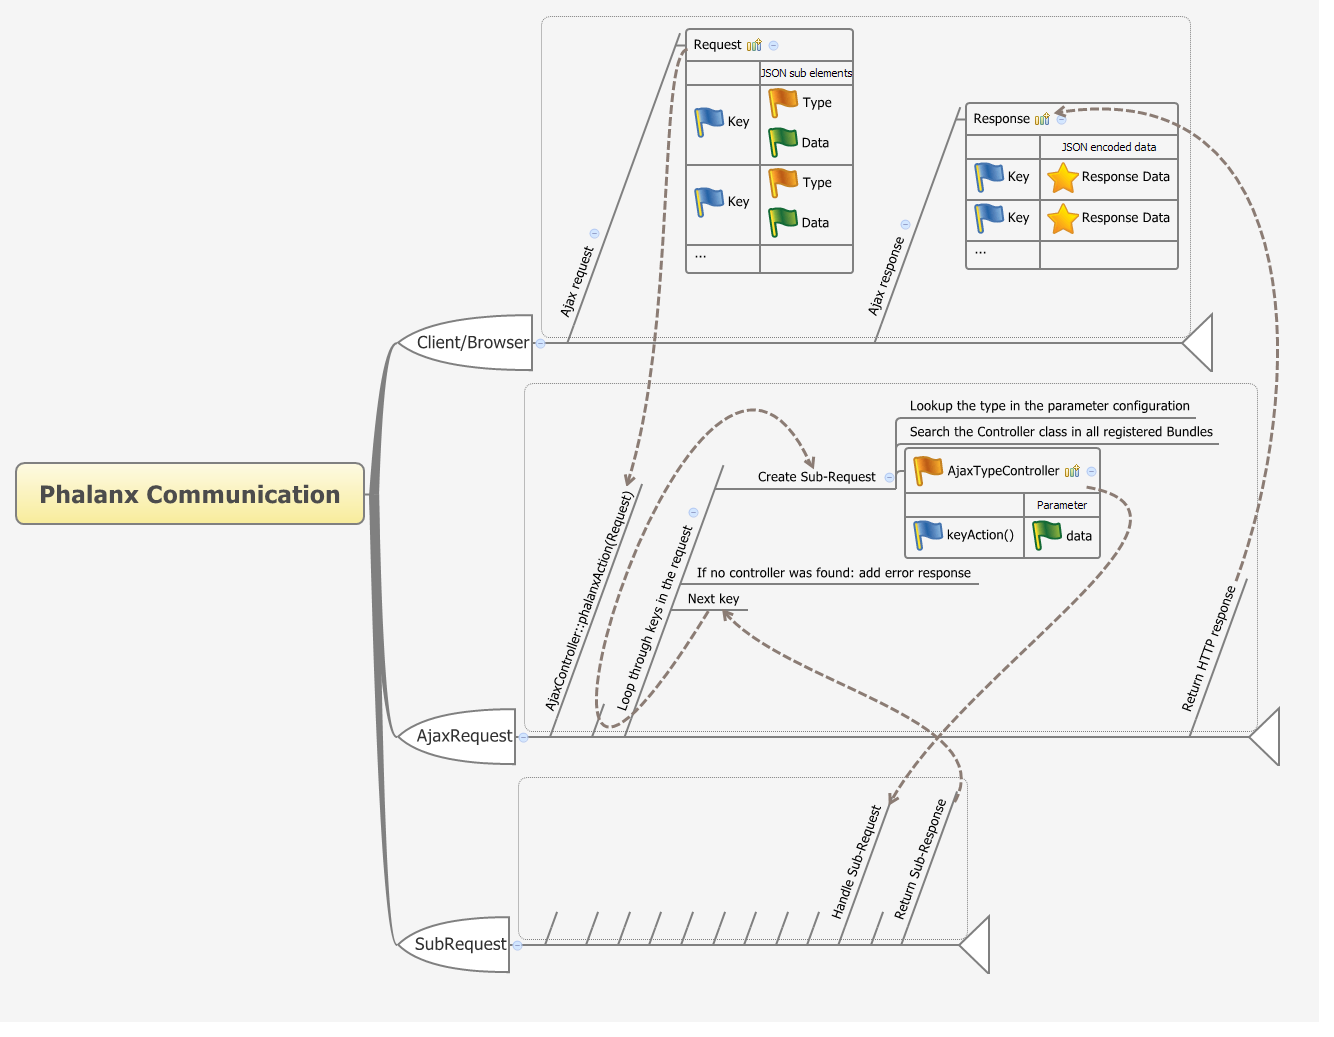 Phalanx Communication
Client/Browser
Ajax request
Request
JSON sub elements
Key
Type
Data
Key
Type
Data
...
Ajax response
Response
JSON encoded data
Key
Response Data
Key
Response Data
...
AjaxRequest
AjaxController::phalanxAction(Request)
Loop through keys in the request
Create Sub-Request
Lookup the type in the parameter configuration
Search the Controller class in all registered Bundles
AjaxTypeController
Parameter
keyAction()
data
If no controller was found: add error response
Next key
Return HTTP response
SubRequest
Handle Sub-Request
Return Sub-Response